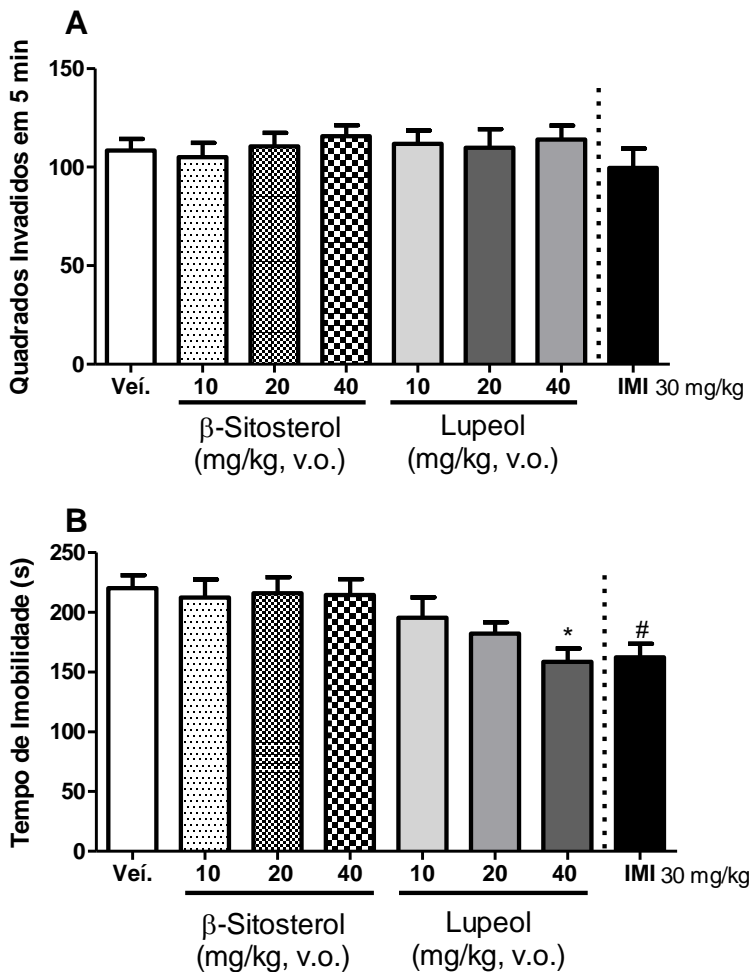 A
Quadrados Invadidos em 5 min
150
100
50
0
Veí. 10 20 40 10 20 40 IMI 30 mg/kg
β-Sitosterol Lupeol
(mg/kg, v.o.) (mg/kg, v.o.)
B
Tempo de Imobilidade (s)
250
200
150
100
50
0
* #
Veí. 10 20 40 10 20 40 IMI 30 mg/kg
β-Sitosterol Lupeol
(mg/kg, v.o.) (mg/kg, v.o.)